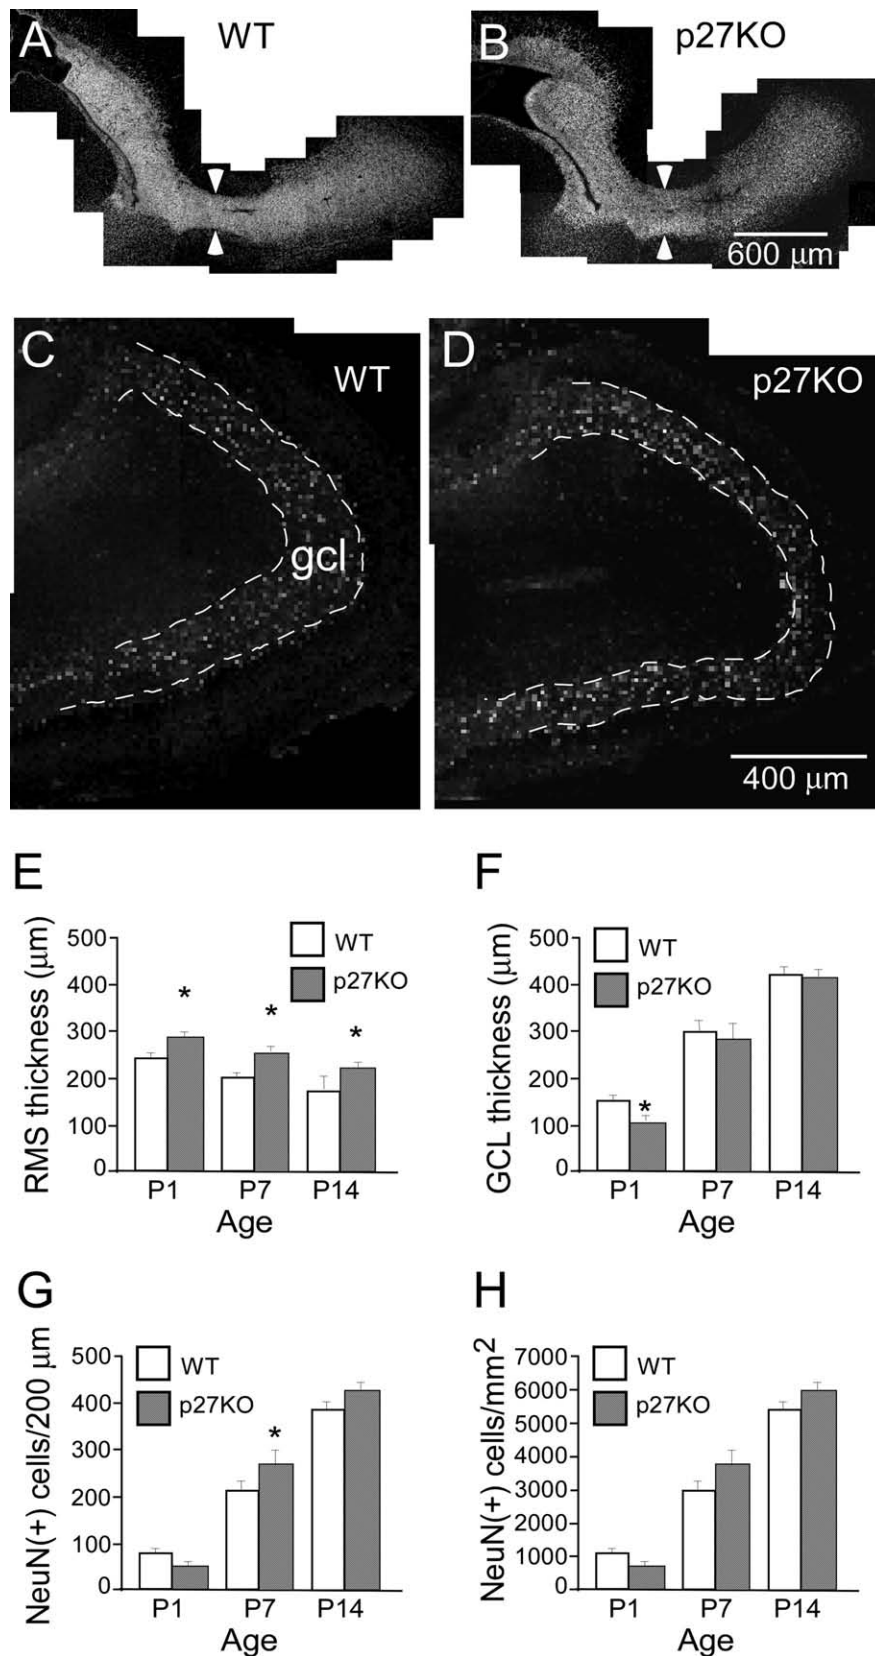 A WT
B p27KO
600 μm
C WT
gcl
D p27KO
400 μm
E
RMS thickness (μm)
500
400
300
200
100
0
WT
p27KO
*
*
*
P1 P7 P14
Age
F
GCL thickness (μm)
500
400
300
200
100
0
WT
p27KO
*
P1 P7 P14
Age
G
NeuN(+) cells/200 μm
500
400
300
200
100
0
WT
p27KO
*
P1 P7 P14
Age
H
NeuN(+) cells/mm²
7000
6000
5000
4000
3000
2000
1000
0
WT
p27KO
P1 P7 P14
Age